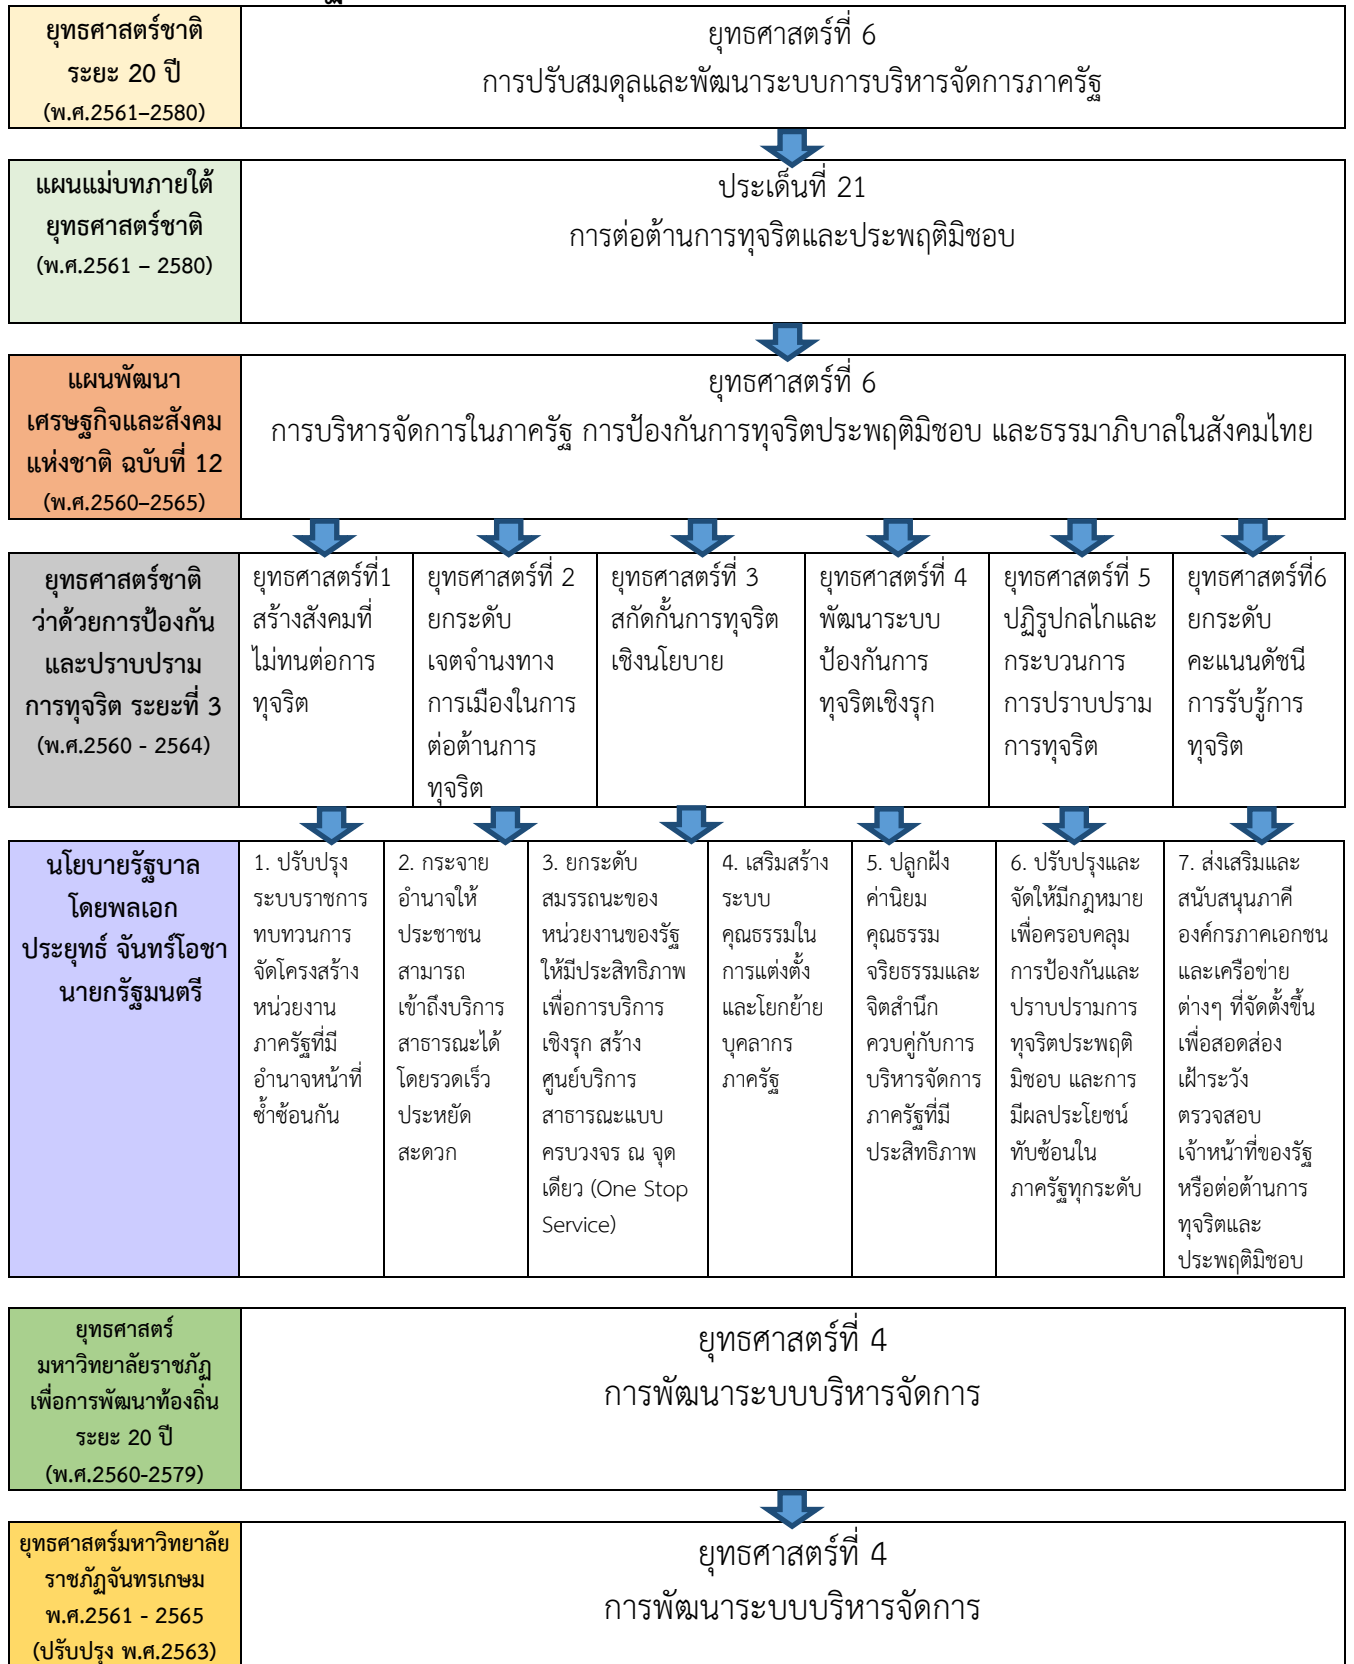 ยุทธศาสตร์ชาติ
ระยะ 20 ปี
(พ.ศ.2561–2580)
ยุทธศาสตร์ที่ 6
การปรับสมดุลและพัฒนาระบบการบริหารจัดการภาครัฐ
แผนแม่บทภายใต้
ยุทธศาสตร์ชาติ
(พ.ศ.2561 – 2580)
ประเด็นที่ 21
การต่อต้านการทุจริตและประพฤติมิชอบ
แผนพัฒนา
เศรษฐกิจและสังคม
แห่งชาติ ฉบับที่ 12
(พ.ศ.2560–2565)
ยุทธศาสตร์ที่ 6
การบริหารจัดการในภาครัฐ การป้องกันการทุจริตประพฤติมิชอบ และธรรมาภิบาลในสังคมไทย
ยุทธศาสตร์ชาติ
ว่าด้วยการป้องกัน
และปราบปราม
การทุจริต ระยะที่ 3
(พ.ศ.2560 - 2564)
ยุทธศาสตร์ที่1
สร้างสังคมที่
ไม่ทนต่อการ
ทุจริต
ยุทธศาสตร์ที่ 2
ยกระดับ
เจตจำนงทาง
การเมืองในการ
ต่อต้านการ
ทุจริต
ยุทธศาสตร์ที่ 3
สกัดกั้นการทุจริต
เชิงนโยบาย
ยุทธศาสตร์ที่ 4
พัฒนาระบบ
ป้องกันการ
ทุจริตเชิงรุก
ยุทธศาสตร์ที่ 5
ปฏิรูปกลไกและ
กระบวนการ
การปราบปราม
การทุจริต
ยุทธศาสตร์ที่6
ยกระดับ
คะแนนดัชนี
การรับรู้การ
ทุจริต
นโยบายรัฐบาล
โดยพลเอก
ประยุทธ์ จันทร์โอชา
นายกรัฐมนตรี
1. ปรับปรุง
ระบบราชการ
ทบทวนการ
จัดโครงสร้าง
หน่วยงาน
ภาครัฐที่มี
อำนาจหน้าที่
ซ้ำซ้อนกัน
2. กระจาย
อำนาจให้
ประชาชน
สามารถ
เข้าถึงบริการ
สาธารณะได้
โดยรวดเร็ว
ประหยัด
สะดวก
3. ยกระดับ
สมรรถนะของ
หน่วยงานของรัฐ
ให้มีประสิทธิภาพ
เพื่อการบริการ
เชิงรุก สร้าง
ศูนย์บริการ
สาธารณะแบบ
ครบวงจร ณ จุด
เดียว (One Stop
Service)
4. เสริมสร้าง
ระบบ
คุณธรรมใน
การแต่งตั้ง
และโยกย้าย
บุคลากร
ภาครัฐ
5. ปลูกฝัง
ค่านิยม
คุณธรรม
จริยธรรมและ
จิตสำนึก
ควบคู่กับการ
บริหารจัดการ
ภาครัฐที่มี
ประสิทธิภาพ
6. ปรับปรุงและ
จัดให้มีกฎหมาย
เพื่อครอบคลุม
การป้องกันและ
ปราบปรามการ
ทุจริตประพฤติ
มิชอบ และการ
มีผลประโยชน์
ทับซ้อนใน
ภาครัฐทุกระดับ
7. ส่งเสริมและ
สนับสนุนภาคี
องค์กรภาคเอกชน
และเครือข่าย
ต่างๆ ที่จัดตั้งขึ้น
เพื่อสอดส่อง
เฝ้าระวัง
ตรวจสอบ
เจ้าหน้าที่ของรัฐ
หรือต่อต้านการ
ทุจริตและ
ประพฤติมิชอบ
ยุทธศาสตร์
มหาวิทยาลัยราชภัฏ
เพื่อการพัฒนาท้องถิ่น
ระยะ 20 ปี
(พ.ศ.2560-2579)
ยุทธศาสตร์ที่ 4
การพัฒนาระบบบริหารจัดการ
ยุทธศาสตร์มหาวิทยาลัย
ราชภัฏจันทรเกษม
พ.ศ.2561 - 2565
(ปรับปรุง พ.ศ.2563)
ยุทธศาสตร์ที่ 4
การพัฒนาระบบบริหารจัดการ